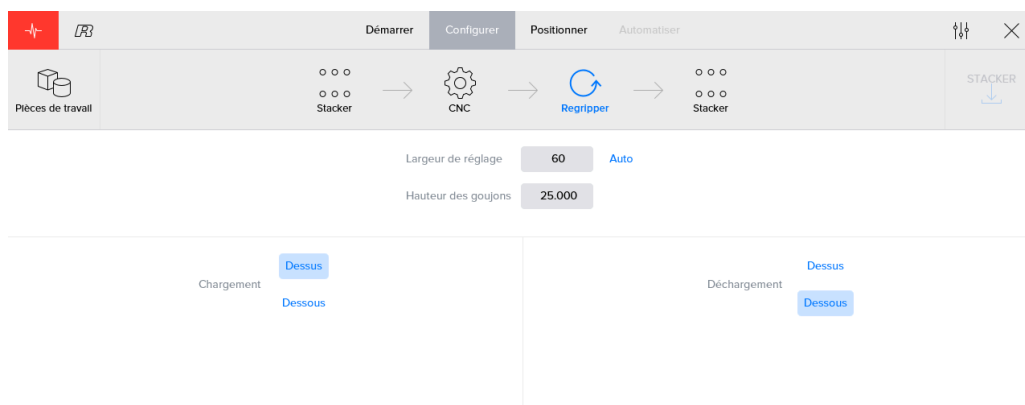 Démarrer
Configurer
Positionner
Automatiser
Pièces de travail
Stacker
CNC
Regripper
Stacker
STACKER
Largeur de réglage 60 Auto
Hauteur des goujons 25.000
Chargement
Dessus
Dessous
Déchargement
Dessus
Dessous